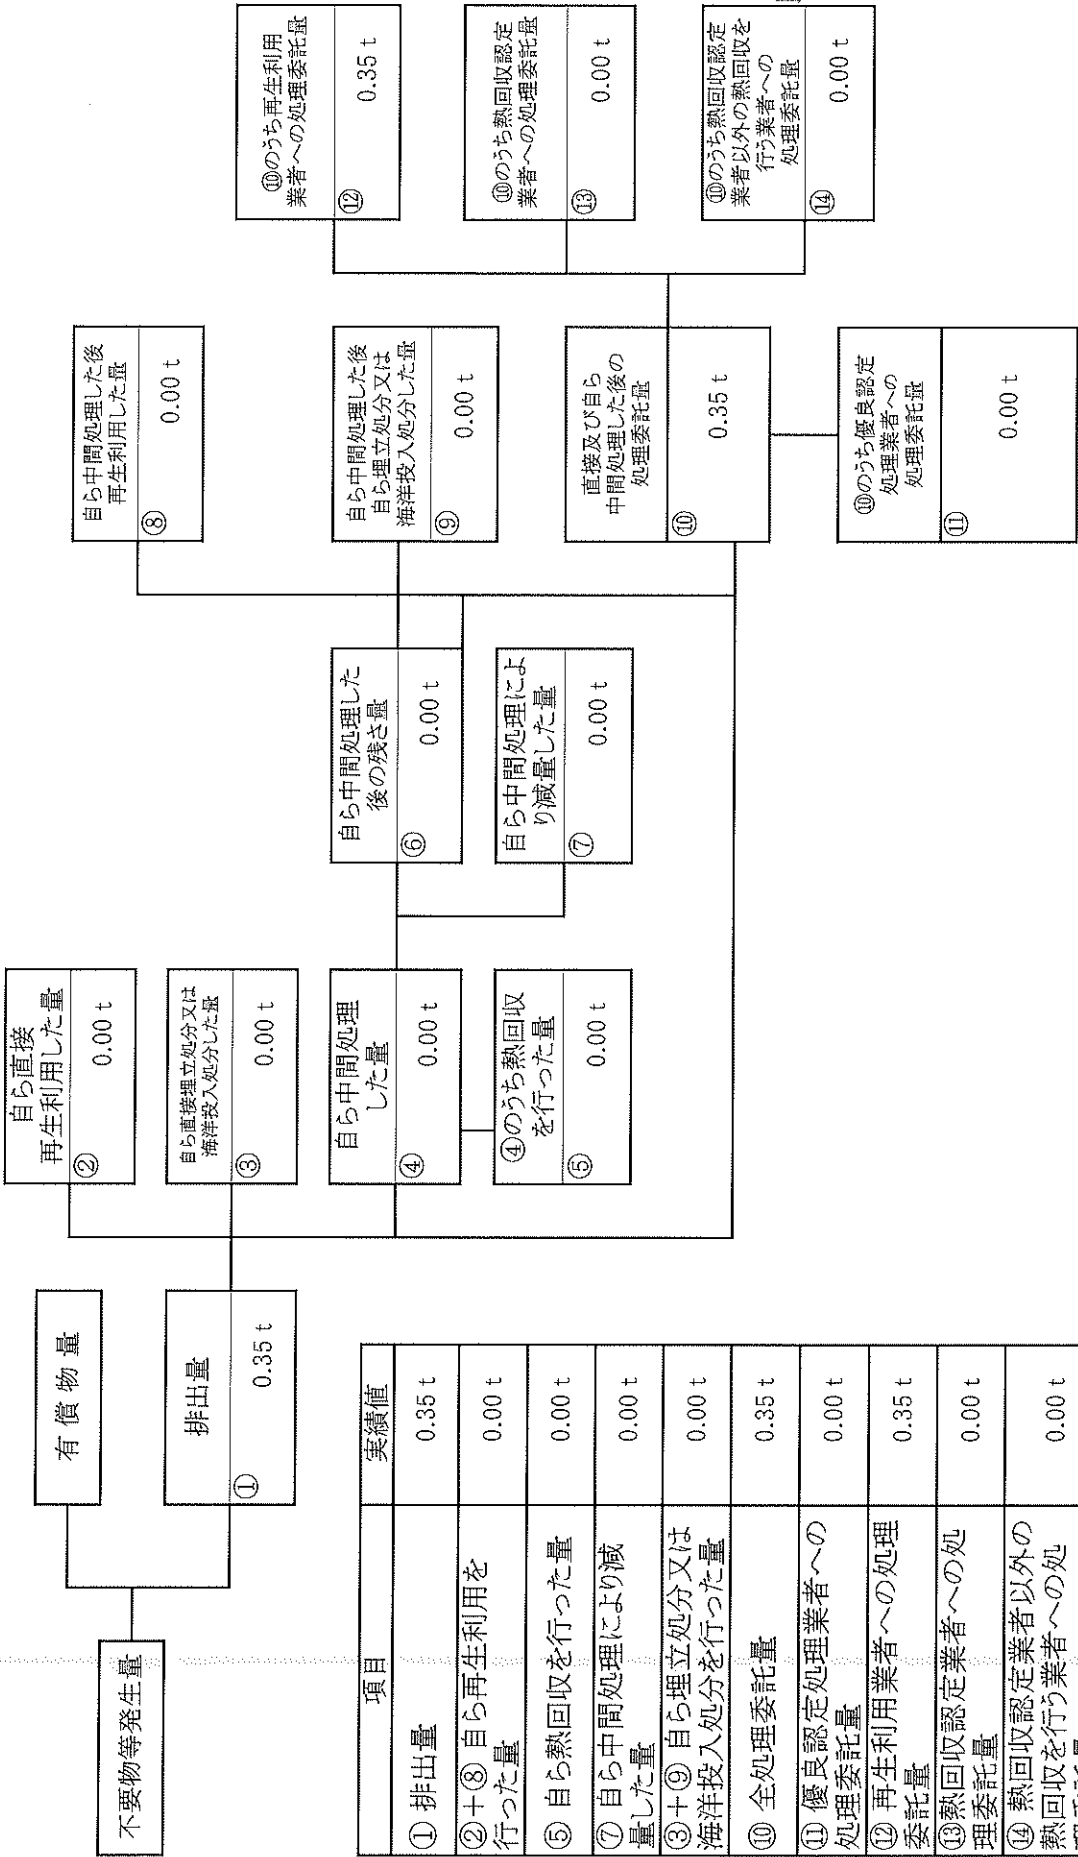 不要物等発生量
有償物量
排出量
①
0.35 t
自ら直接
再生利用した量
②
0.00 t
自ら直接埋立処分又は
海洋投入処分した量
③
0.00 t
自ら中間処理
した量
④
0.00 t
④のうち熱回収
を行った量
⑤
0.00 t
自ら中間処理した
後の残さ量
⑥
0.00 t
自ら中間処理によ
り減量した量
⑦
0.00 t
自ら中間処理した後
再生利用した量
⑧
0.00 t
自ら中間処理した後
自ら埋立処分又は
海洋投入処分した量
⑨
0.00 t
直接及び自ら
中間処理した後の
処理委託量
⑩
0.35 t
⑩のうち優良認定
処理業者への
処理委託量
⑪
0.00 t
⑩のうち再生利用
業者への処理委託量
⑫
0.35 t
⑩のうち熱回収認定
業者への処理委託量
⑬
0.00 t
⑩のうち熱回収認定
業者以外の熱回収を
行う業者への
処理委託量
⑭
0.00 t
項目 実績値
① 排出量 0.35 t
②+⑧ 自ら再生利用を
行った量 0.00 t
⑤ 自ら熱回収を行った量 0.00 t
⑦ 自ら中間処理により減
量した量 0.00 t
③+⑨ 自ら埋立処分又は
海洋投入処分を行った量 0.00 t
⑩ 全処理委託量 0.35 t
⑪ 優良認定処理業者への
処理委託量 0.00 t
⑫ 再生利用業者への処理
委託量 0.35 t
⑬熱回収認定業者への処
理委託量 0.00 t
⑭ 熱回収認定業者以外の
熱回収を行う業者への処 0.00 t